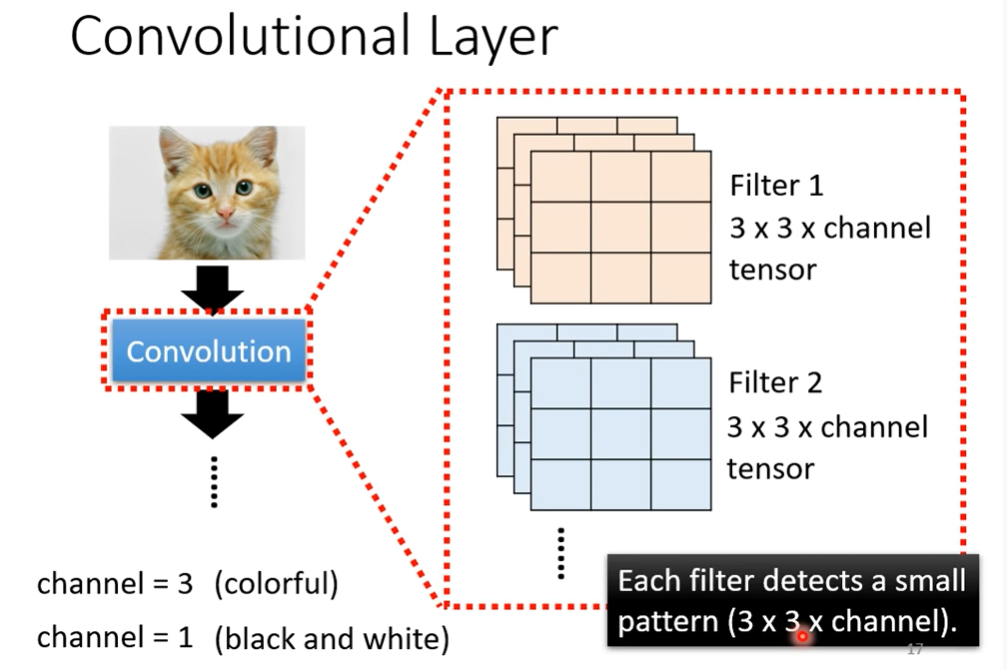 Convolutional Layer
Filter 1
3 x 3 x channel
tensor
Convolution
Filter 2
3 x 3 x channel
tensor
channel = 3 (colorful)
channel = 1 (black and white)
Each filter detects a small
pattern (3 x 3 x channel).
17